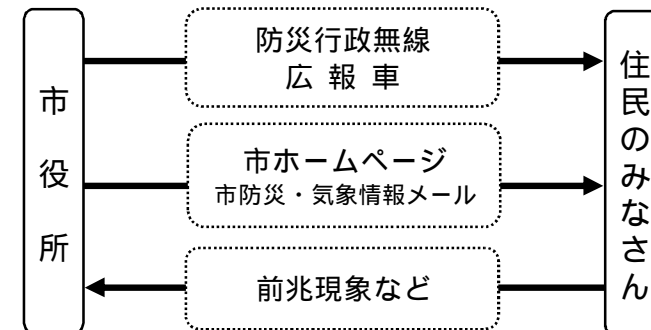 市役所
防災行政無線
広報車
市ホームページ
市防災・気象情報メール
前兆現象など
住民のみなさん